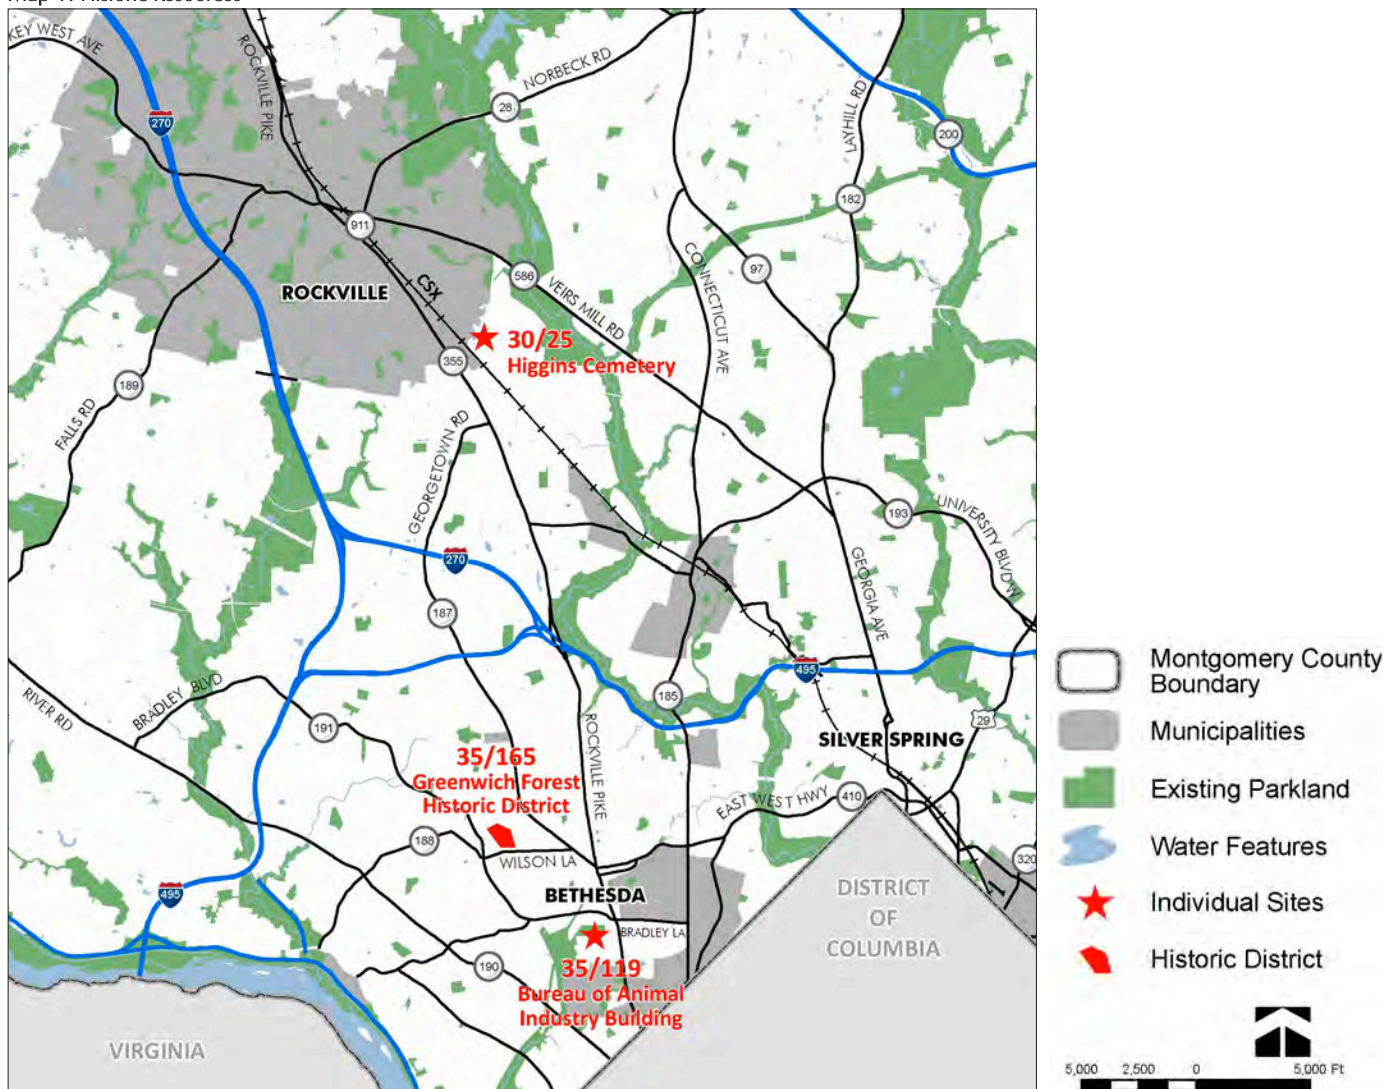 Map 1: Historic Resources
KEY WEST AVE
ROCKVILLE PIKE
NORBECK RD
28
270
LAYHILL RD
200
182
911
586
97
CONNECTICUT AVE
VEIRS MILL RD
CSX
ROCKVILLE
30/25
Higgins Cemetery
355
189
FALLS RD
GEORGETOWN RD
193
UNIVERSITY BLVD W
270
187
GEORGIA AVE
495
185
RIVER RD
BRADLEY BLVD
191
ROCKVILLE PIKE
29
SILVER SPRING
35/165
Greenwich Forest
Historic District
EAST WEST HWY
410
188
WILSON LA
320
495
BETHESDA
BRADLEY LA
DISTRICT
OF
COLUMBIA
190
35/119
Bureau of Animal
Industry Building
VIRGINIA
Montgomery County
Boundary
Municipalities
Existing Parkland
Water Features
Individual Sites
Historic District
5,000 2,500 0 5,000 Ft